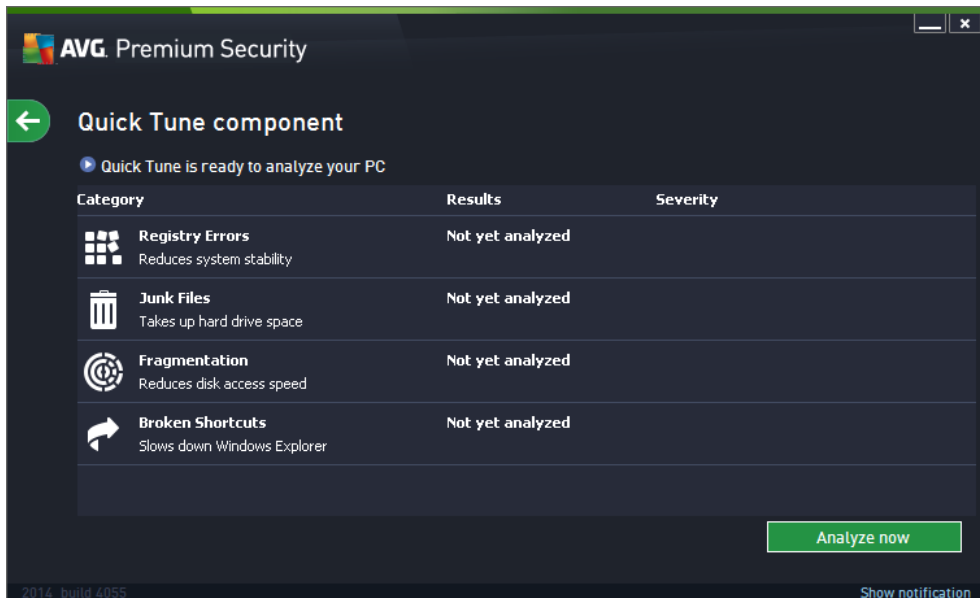 AVG. Premium Security
Quick Tune component
Quick Tune is ready to analyze your PC
Category Results Severity
Registry Errors Not yet analyzed
Reduces system stability
Junk Files Not yet analyzed
Takes up hard drive space
Fragmentation Not yet analyzed
Reduces disk access speed
Broken Shortcuts Not yet analyzed
Slows down Windows Explorer
Analyze now
2014 build 4055 Show notification